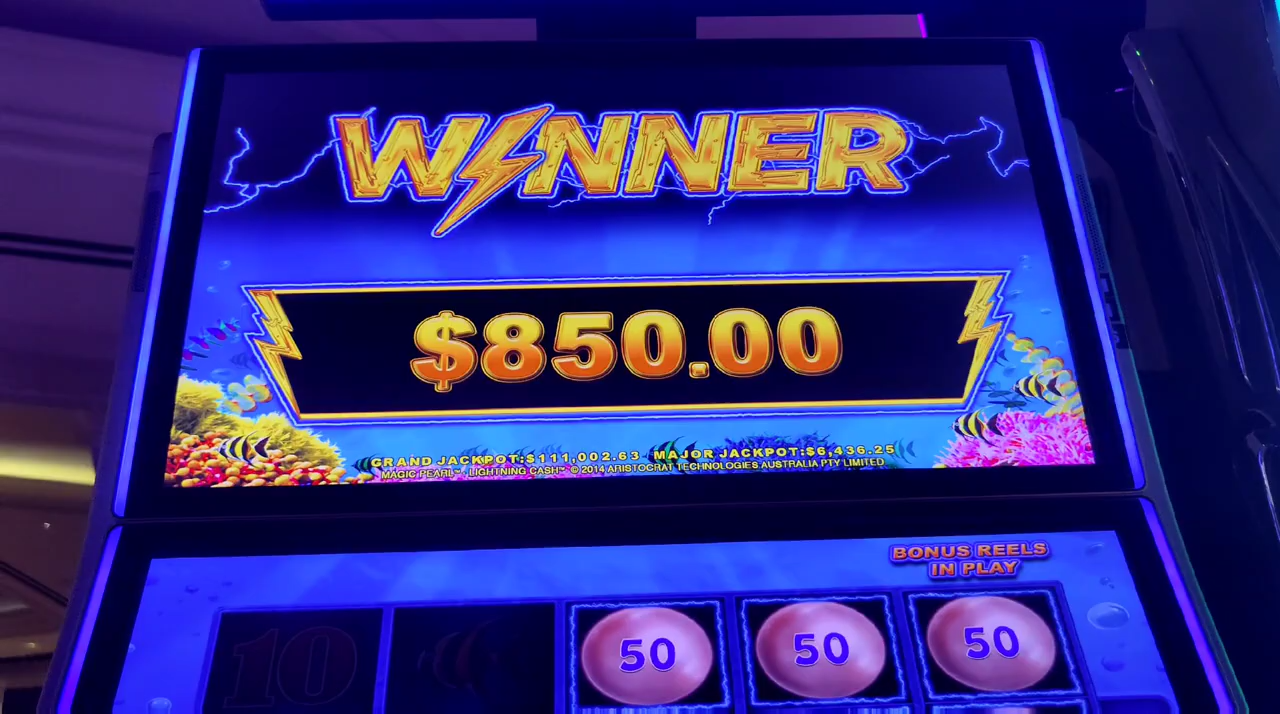 WINNER
$850.00
GRAND JACKPOT:$111,002.63 MAJOR JACKPOT:$6,436.25
MAGIC PEARL™ - LIGHTNING CASH™ © 2014 ARISTOCRAT TECHNOLOGIES AUSTRALIA PTY LIMITED
BONUS REELS
IN PLAY
10 50 50 50